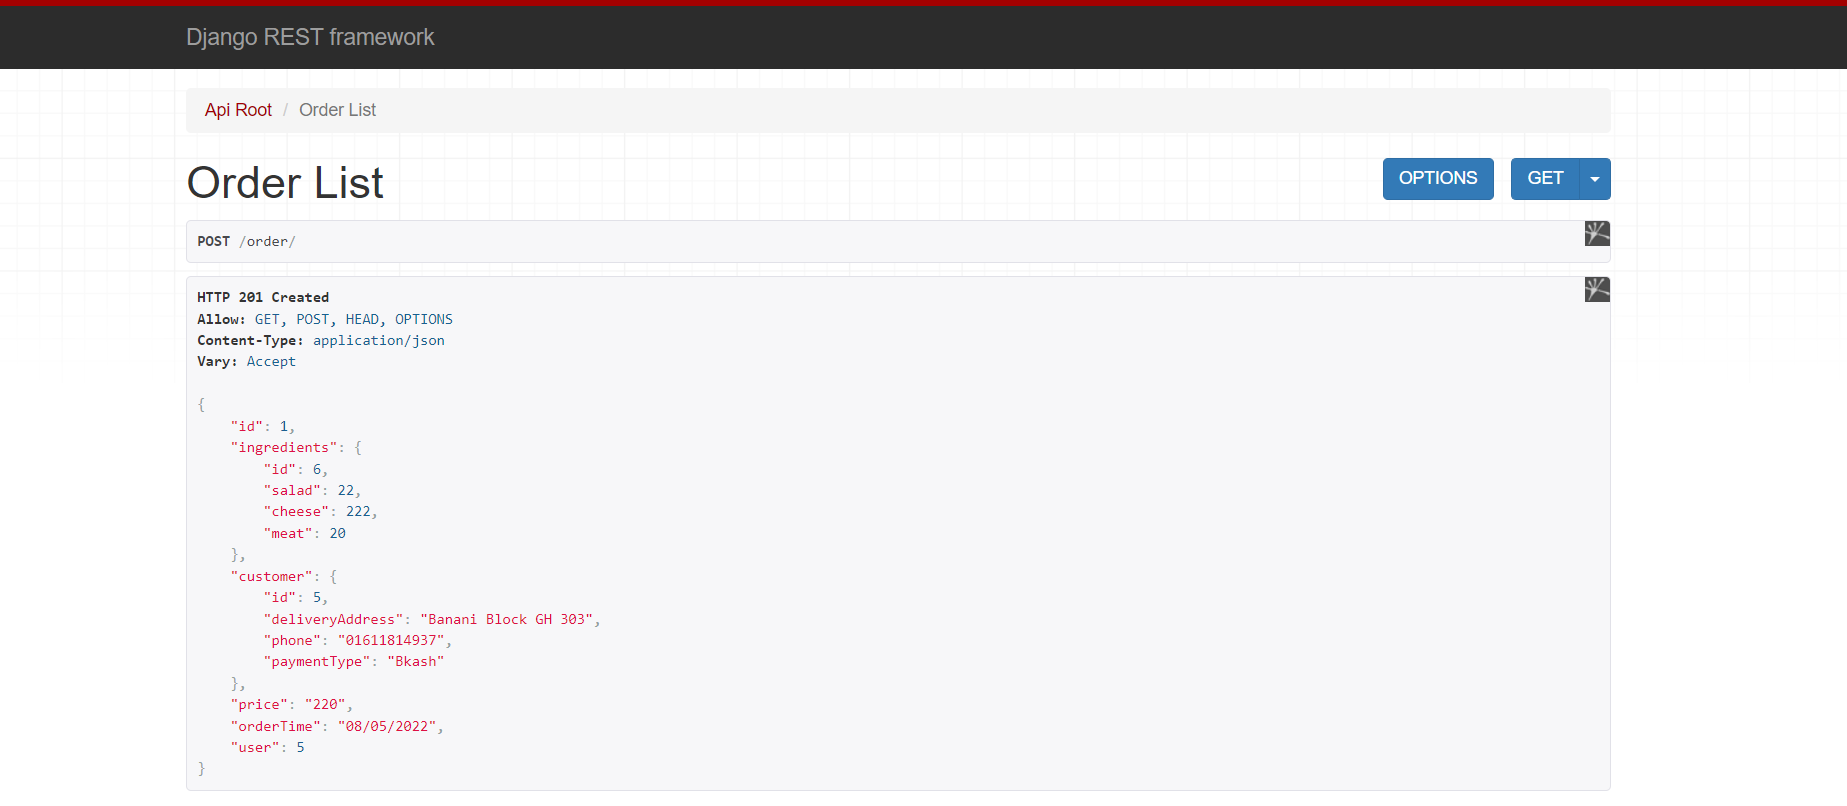 Django REST framework
Api Root / Order List
Order List
OPTIONS
GET
POST /order/
HTTP 201 Created
Allow: GET, POST, HEAD, OPTIONS
Content-Type: application/json
Vary: Accept
{
    "id": 1,
    "ingredients": {
        "id": 6,
        "salad": 22,
        "cheese": 222,
        "meat": 20
    },
    "customer": {
        "id": 5,
        "deliveryAddress": "Banani Block GH 303",
        "phone": "01611814937",
        "paymentType": "Bkash"
    },
    "price": "220",
    "orderTime": "08/05/2022",
    "user": 5
}